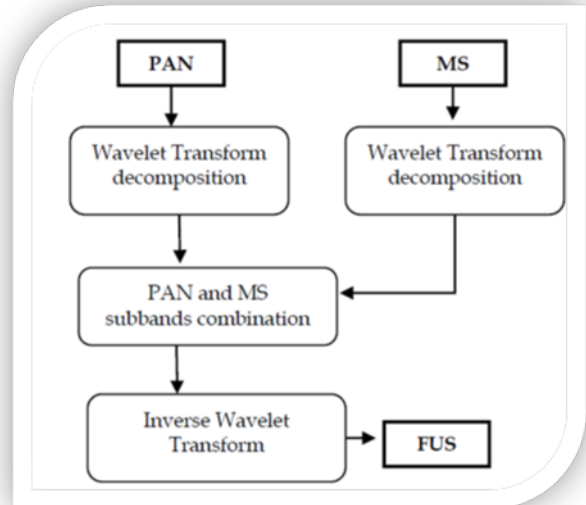 PAN
MS
Wavelet Transform
decomposition
Wavelet Transform
decomposition
PAN and MS
subbands combination
Inverse Wavelet
Transform
FUS